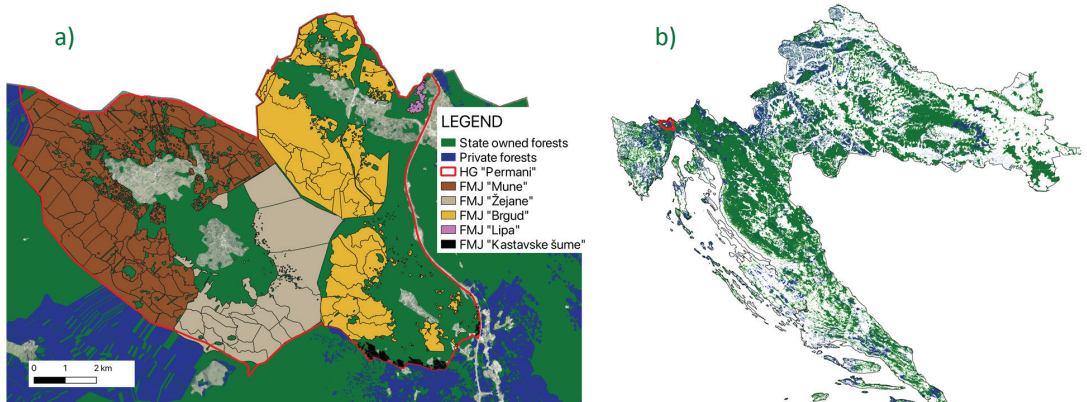 a)
b)
LEGEND
State owned forests
Private forests
HG "Permani"
FMJ "Mune"
FMJ "Žejane"
FMJ "Brgud"
FMJ "Lipa"
FMJ "Kastavske šume"
0 1 2 km